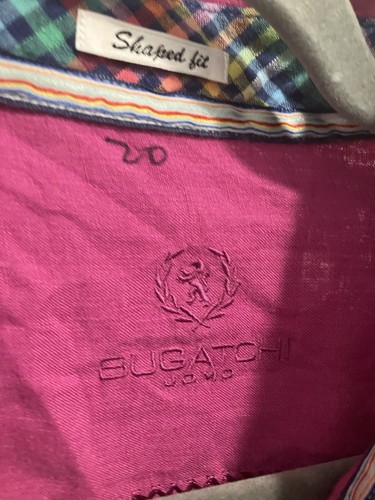 Shaped fit
20
BUGATCHI
UOMO